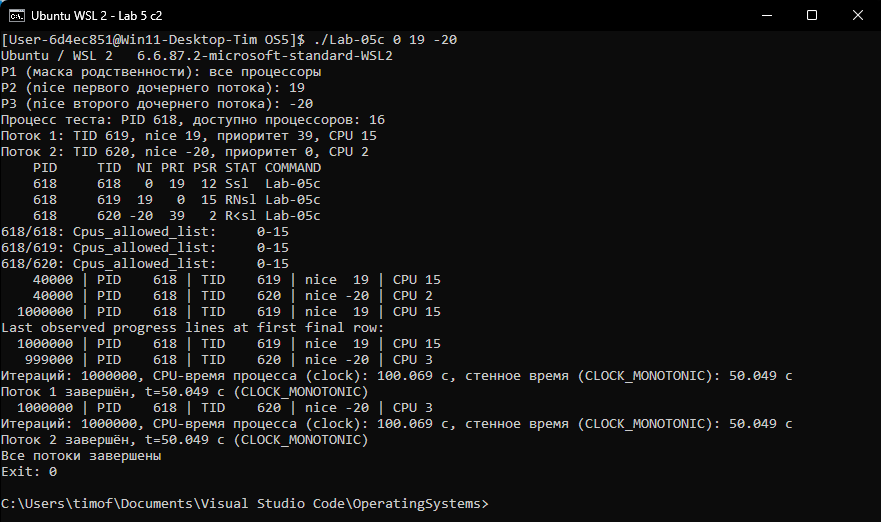 Ubuntu WSL 2 - Lab 5 c2
[User-6d4ec851@Win11-Desktop-Tim OS5]$ ./Lab-05c 0 19 -20
Ubuntu / WSL 2   6.6.87.2-microsoft-standard-WSL2
P1 (маска родственности): все процессоры
P2 (nice первого дочернего потока): 19
P3 (nice второго дочернего потока): -20
Процесс теста: PID 618, доступно процессоров: 16
Поток 1: TID 619, nice 19, приоритет 39, CPU 15
Поток 2: TID 620, nice -20, приоритет 0, CPU 2
    PID     TID  NI PRI PSR STAT COMMAND
    618     618   0  19  12 Ssl  Lab-05c
    618     619  19   0  15 RNsl Lab-05c
    618     620 -20  39   2 R<sl Lab-05c
618/618: Cpus_allowed_list:     0-15
618/619: Cpus_allowed_list:     0-15
618/620: Cpus_allowed_list:     0-15
    40000 | PID    618 | TID    619 | nice  19 | CPU 15
    40000 | PID    618 | TID    620 | nice -20 | CPU 2
  1000000 | PID    618 | TID    619 | nice  19 | CPU 15
Last observed progress lines at first final row:
  1000000 | PID    618 | TID    619 | nice  19 | CPU 15
   999000 | PID    618 | TID    620 | nice -20 | CPU 3
Итераций: 1000000, CPU-время процесса (clock): 100.069 с, стенное время (CLOCK_MONOTONIC): 50.049 с
Поток 1 завершён, t=50.049 с (CLOCK_MONOTONIC)
  1000000 | PID    618 | TID    620 | nice -20 | CPU 3
Итераций: 1000000, CPU-время процесса (clock): 100.069 с, стенное время (CLOCK_MONOTONIC): 50.049 с
Поток 2 завершён, t=50.049 с (CLOCK_MONOTONIC)
Все потоки завершены
Exit: 0
C:\Users\timof\Documents\Visual Studio Code\OperatingSystems>